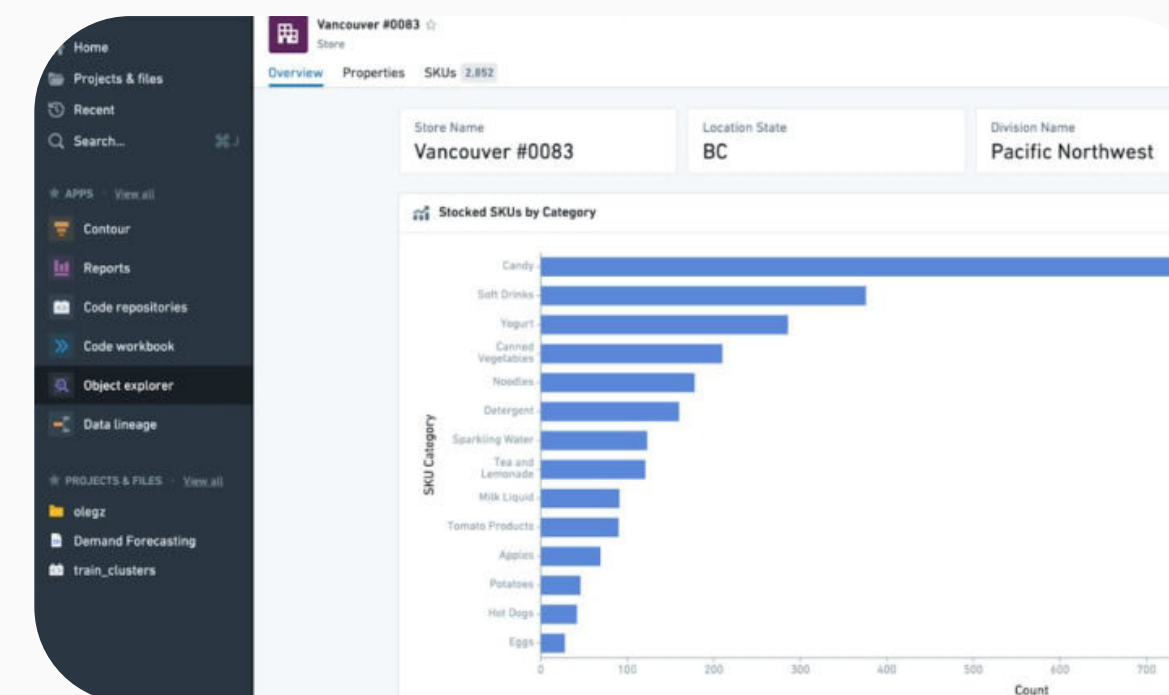 Home
Projects & files
Recent
Search... ⌘ J
APPS · View all
Contour
Reports
Code repositories
Code workbook
Object explorer
Data lineage
PROJECTS & FILES · View all
olegz
Demand Forecasting
train_clusters
Vancouver #0083
Store
Overview Properties SKUs 2,852
Store Name
Vancouver #0083
Location State
BC
Division Name
Pacific Northwest
Stocked SKUs by Category
SKU Category
Candy
Soft Drinks
Yogurt
Canned
Vegetables
Noodles
Detergent
Sparkling Water
Tea and
Lemonade
Milk Liquid
Tomato Products
Apples
Potatoes
Hot Dogs
Eggs
0 100 200 300 400 500 600 700
Count